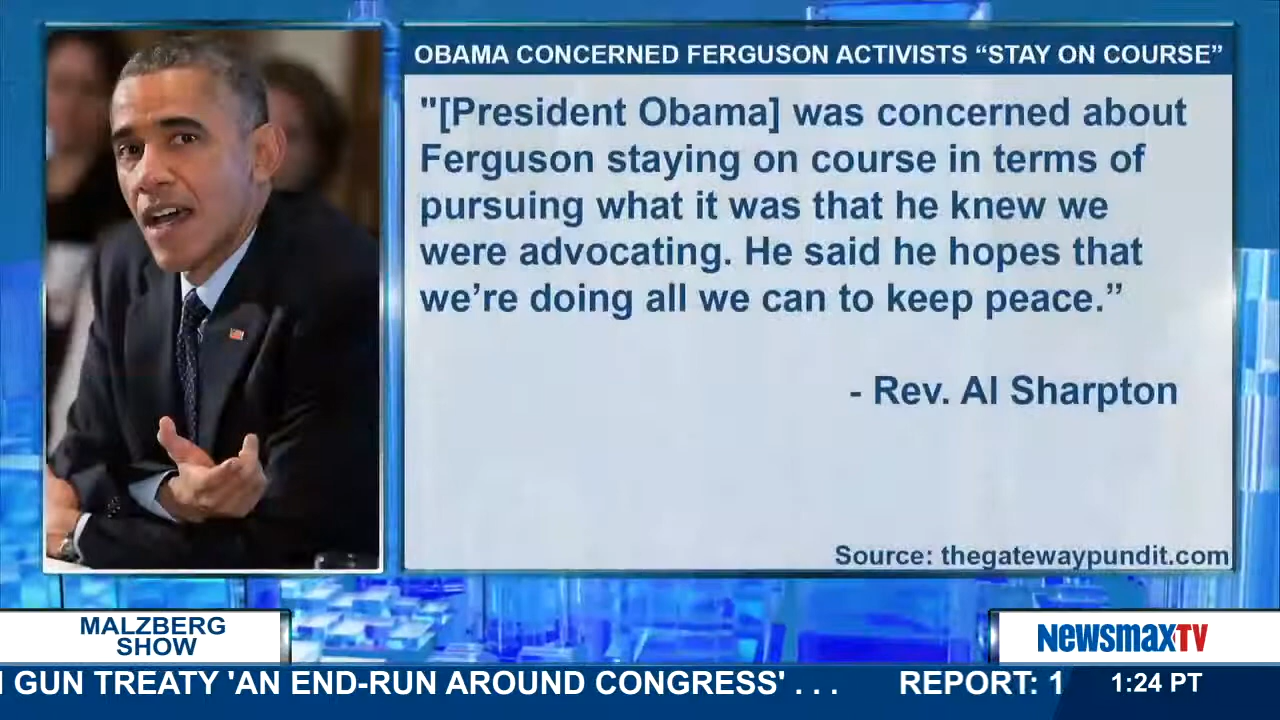 OBAMA CONCERNED FERGUSON ACTIVISTS “STAY ON COURSE”
"[President Obama] was concerned about
Ferguson staying on course in terms of
pursuing what it was that he knew we
were advocating. He said he hopes that
we’re doing all we can to keep peace.”
- Rev. Al Sharpton
Source: thegatewaypundit.com
MALZBERG
SHOW
NEWSMAXTV
GUN TREATY 'AN END-RUN AROUND CONGRESS' . . . REPORT: 1
1:24 PT